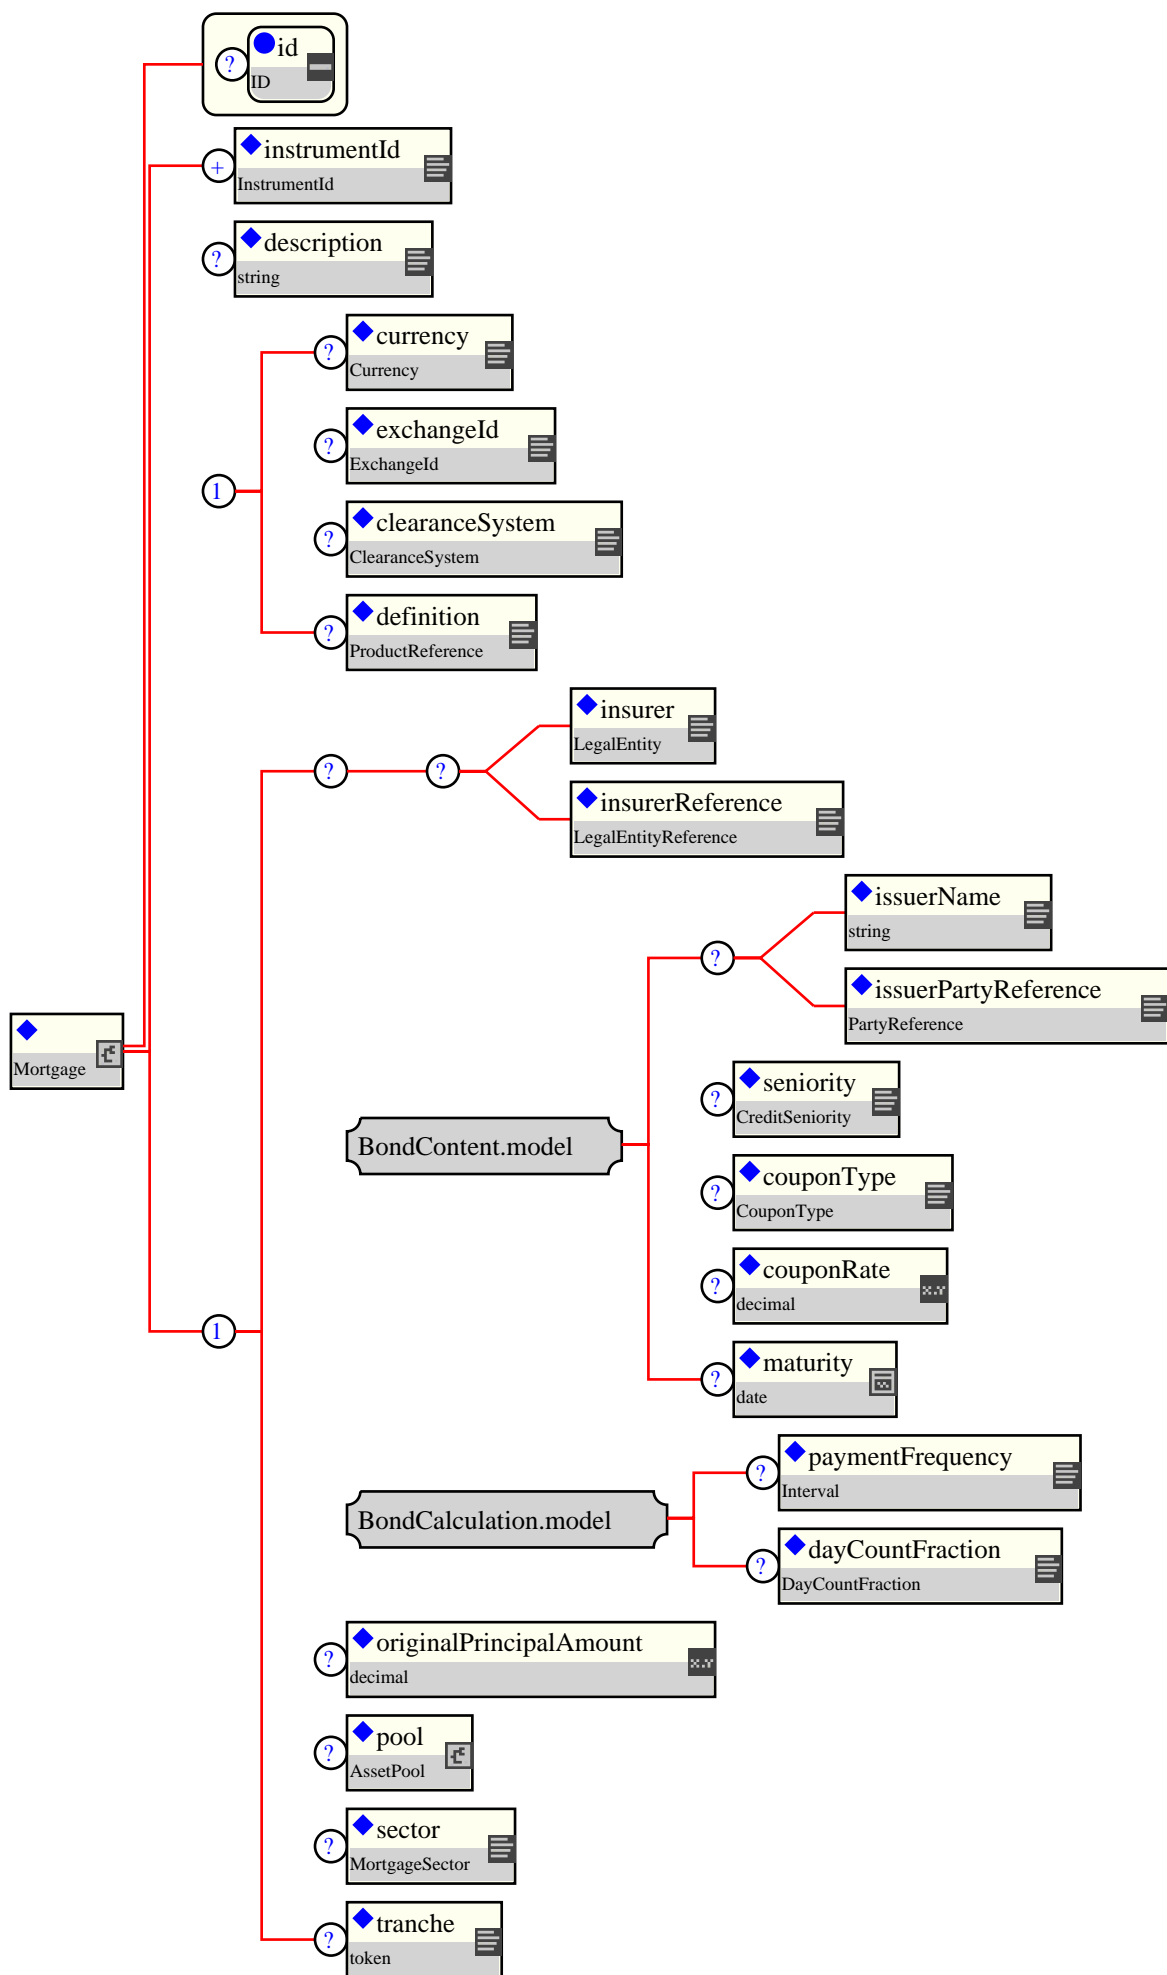 ? id
ID
+ instrumentId
InstrumentId
? description
string
? currency
Currency
? exchangeId
ExchangeId
1
? clearanceSystem
ClearanceSystem
? definition
ProductReference
? ? insurer
LegalEntity
insurerReference
LegalEntityReference
issuerName
string
?
issuerPartyReference
PartyReference
Mortgage
? seniority
CreditSeniority
BondContent.model
? couponType
CouponType
? couponRate
decimal
x.Y
1
? maturity
date
? paymentFrequency
Interval
BondCalculation.model
? dayCountFraction
DayCountFraction
? originalPrincipalAmount
decimal
x.Y
? pool
AssetPool
? sector
MortgageSector
? tranche
token